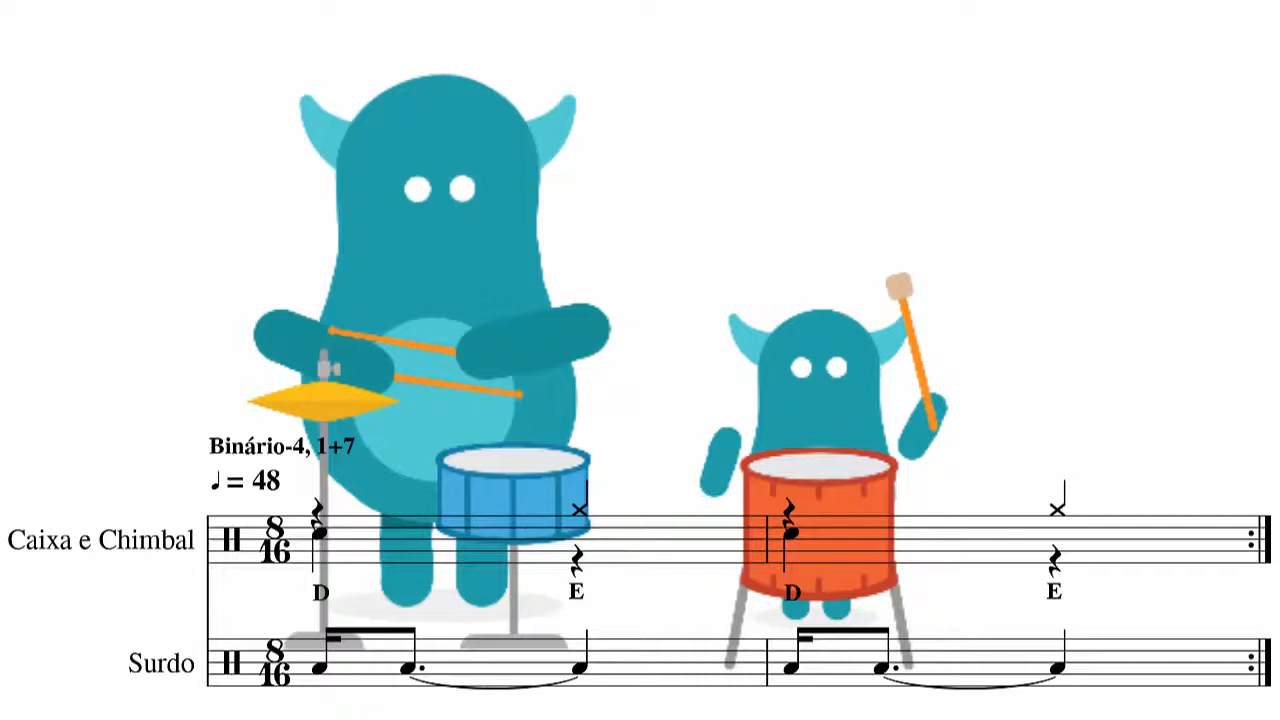 Binário-4, 1+7
♩= 48
Caixa e Chimbal
8
16
D E D E
Surdo
8
16